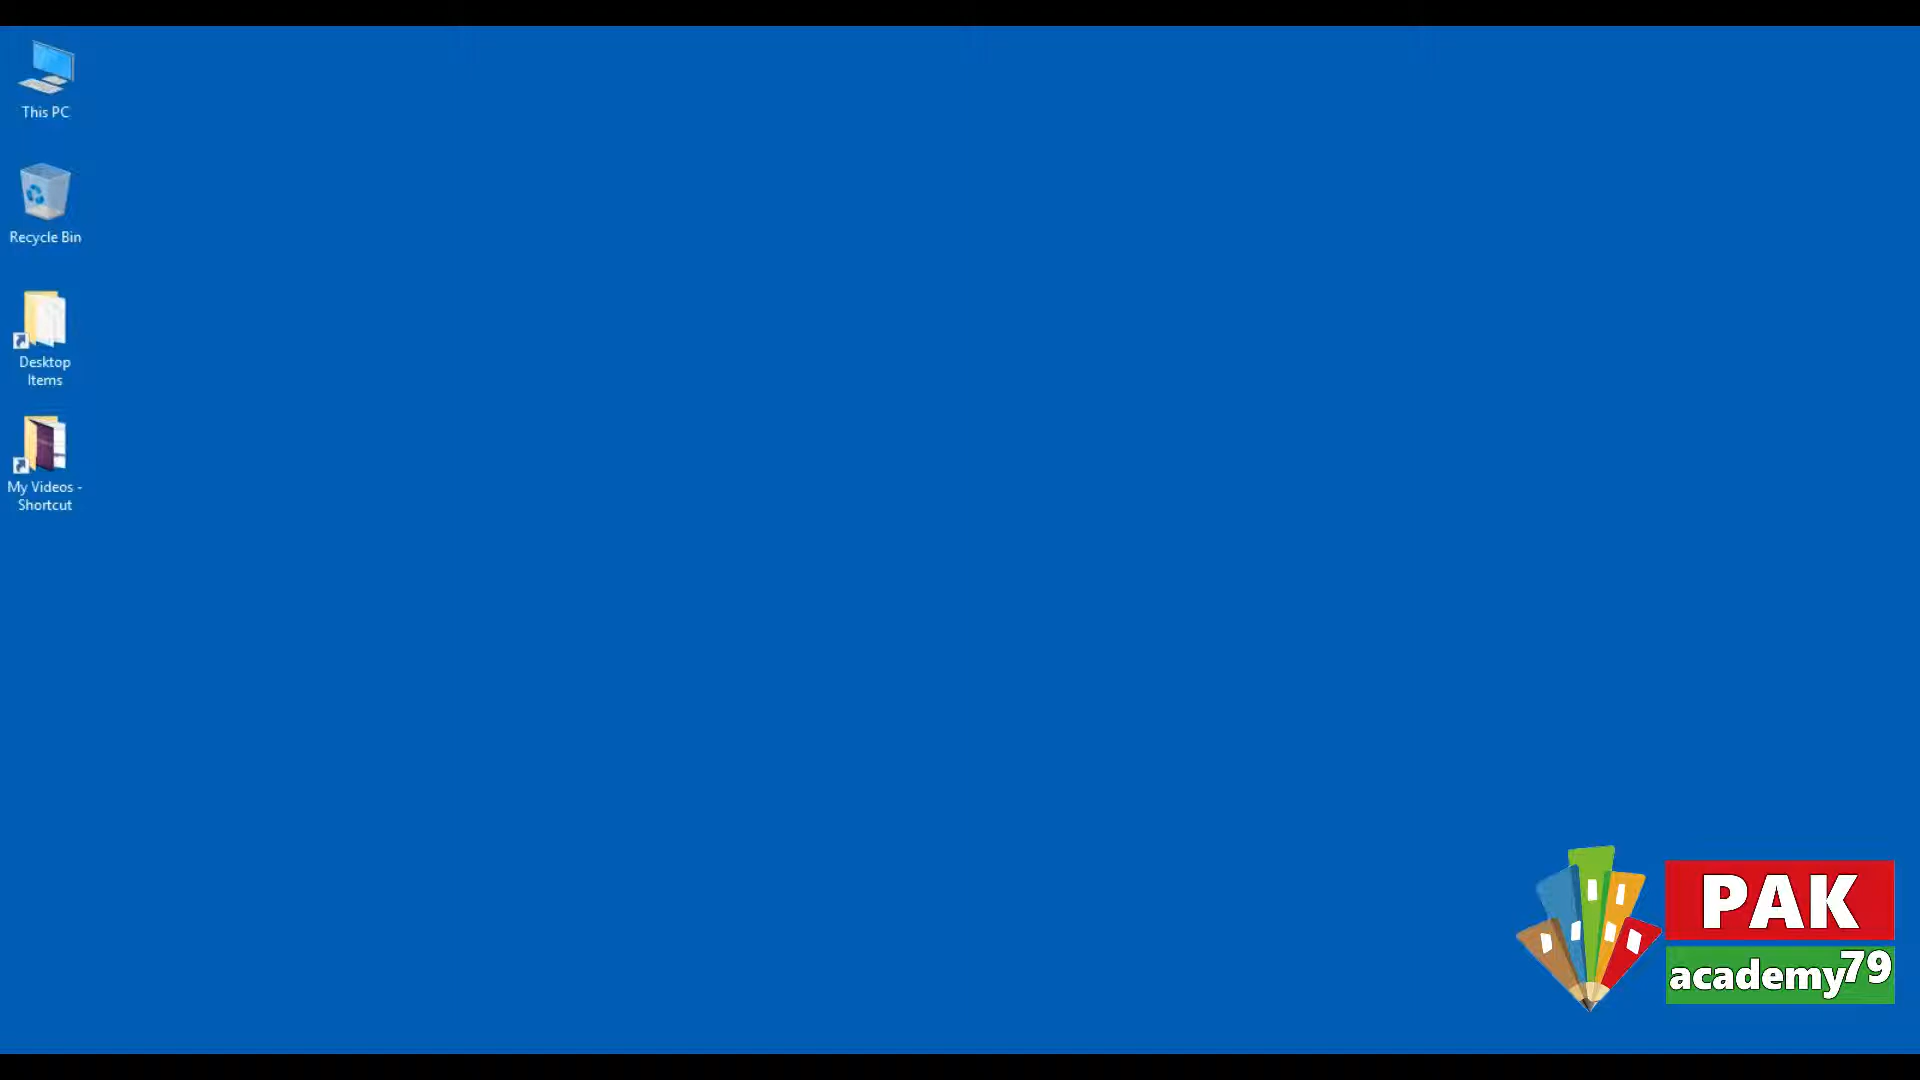 This PC
Recycle Bin
Desktop
Items
My Videos -
Shortcut
PAK
academy79